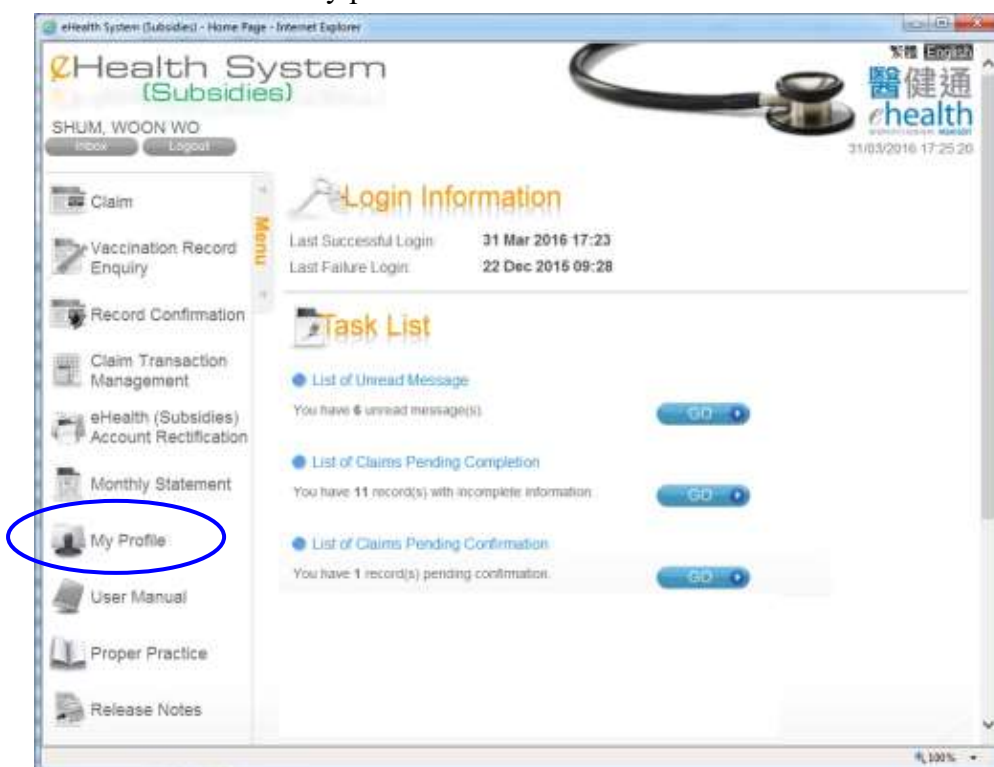 eHealth System (Subsidies) - Home Page - Internet Explorer
eHealth System
(Subsidies)
繁體 English
醫健通
ehealth
SHUM, WOON WO
Inbox Logout
31/03/2016 17:25:20
Menu
Claim
Vaccination Record
Enquiry
Record Confirmation
Claim Transaction
Management
eHealth (Subsidies)
Account Rectification
Monthly Statement
My Profile
User Manual
Proper Practice
Release Notes
Login Information
Last Successful Login: 31 Mar 2016 17:23
Last Failure Login: 22 Dec 2015 09:28
Task List
List of Unread Message
You have 6 unread message(s).
GO
List of Claims Pending Completion
You have 11 record(s) with incomplete information.
GO
List of Claims Pending Confirmation
You have 1 record(s) pending confirmation.
GO
100%